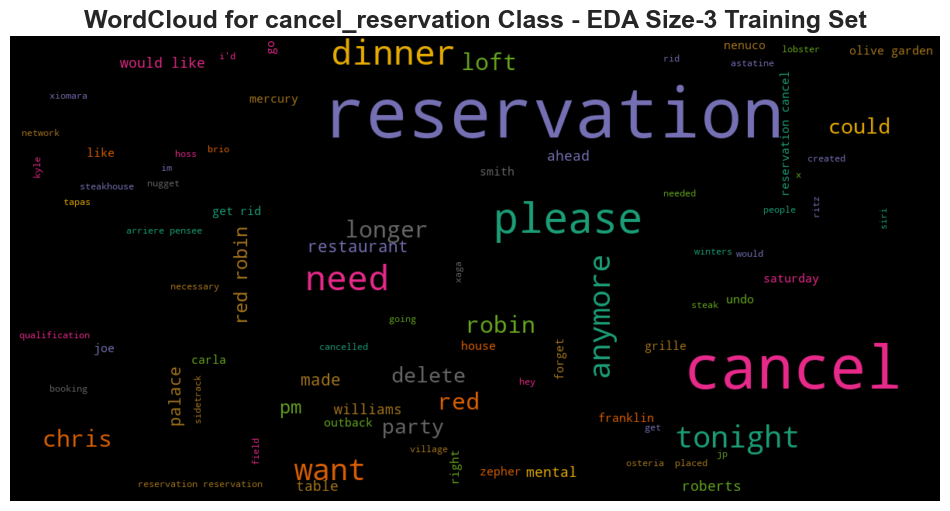 WordCloud for cancel_reservation Class - EDA Size-3 Training Set
dinner
go
would like
i'd
loft
rid
nenuco
lobster
olive garden
astatine
xiomara
mercury
reservation
reservation cancel
could
network
like
hoss
brio
kyle
im
ahead
created
smith
x
steakhouse
nugget
tapas
needed
get rid
please
people
ritz
siri
arriere pensee
red robin
longer
restaurant
anymore
winters
would
need
xaga
saturday
necessary
steak
undo
going
robin
qualification
joe
cancelled
house
forget
grille
carla
cancel
booking
palace
sidetrack
made
delete
hey
pm
williams
red
franklin
outback
party
get
tonight
chris
field
village
right
jp
want
zepher
mental
osteria
placed
reservation reservation
table
roberts